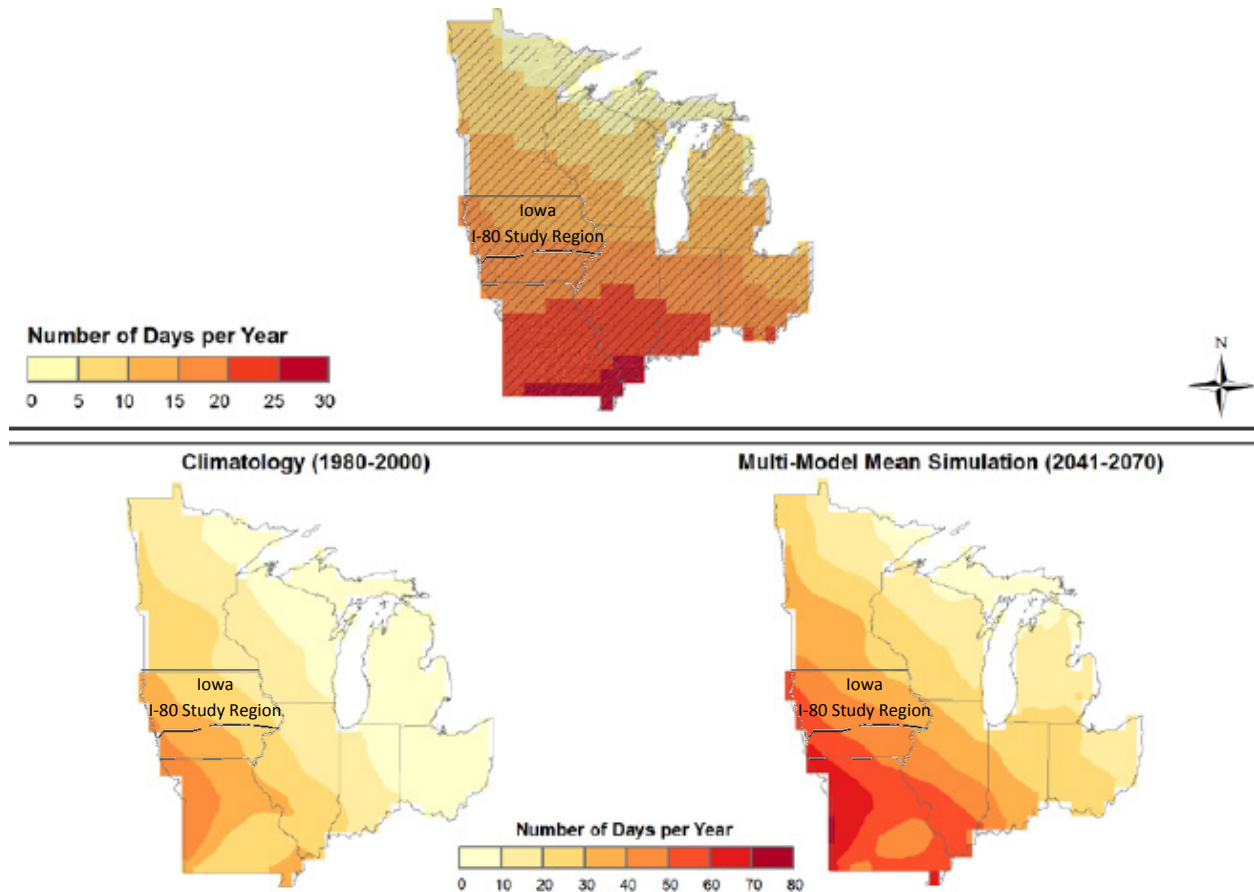 Iowa
I-80 Study Region
Number of Days per Year
0 5 10 15 20 25 30
N
Climatology (1980-2000)
Multi-Model Mean Simulation (2041-2070)
Iowa
I-80 Study Region
Iowa
I-80 Study Region
Number of Days per Year
0 10 20 30 40 50 60 70 80